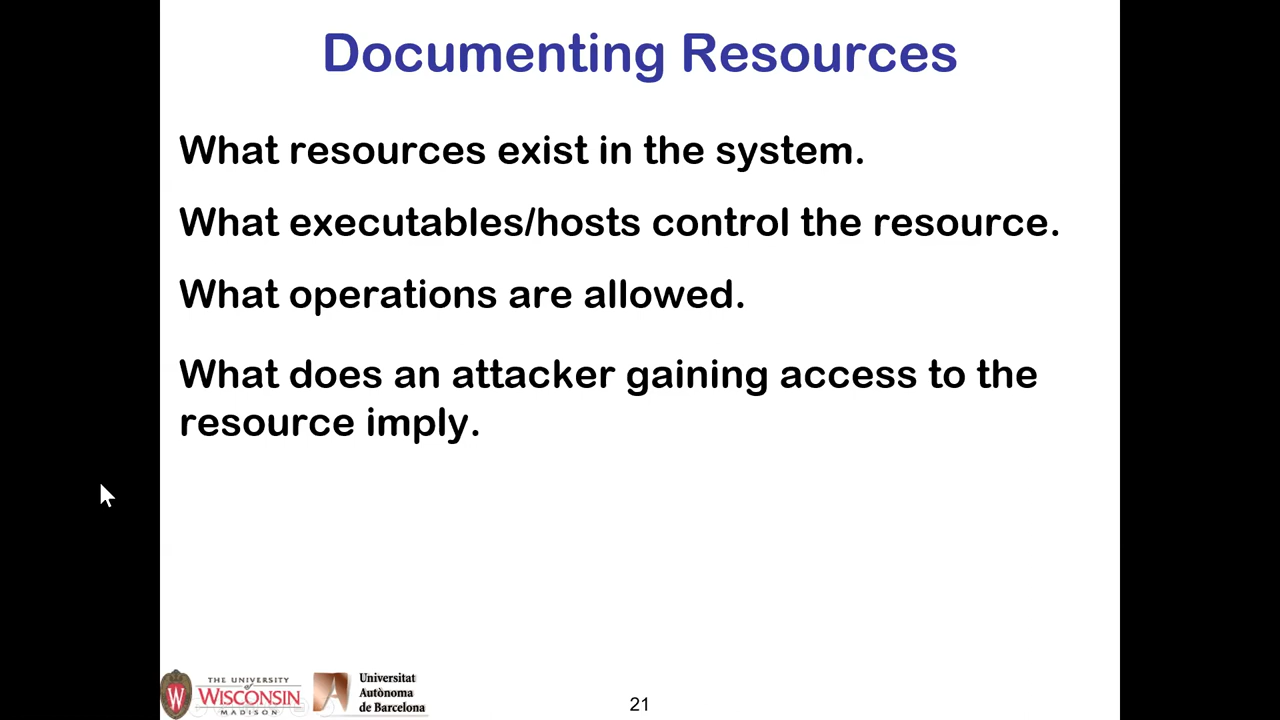 Documenting Resources
What resources exist in the system.
What executables/hosts control the resource.
What operations are allowed.
What does an attacker gaining access to the
resource imply.
THE UNIVERSITY
of
WISCONSIN
MADISON
Universitat
Autònoma
de Barcelona
21